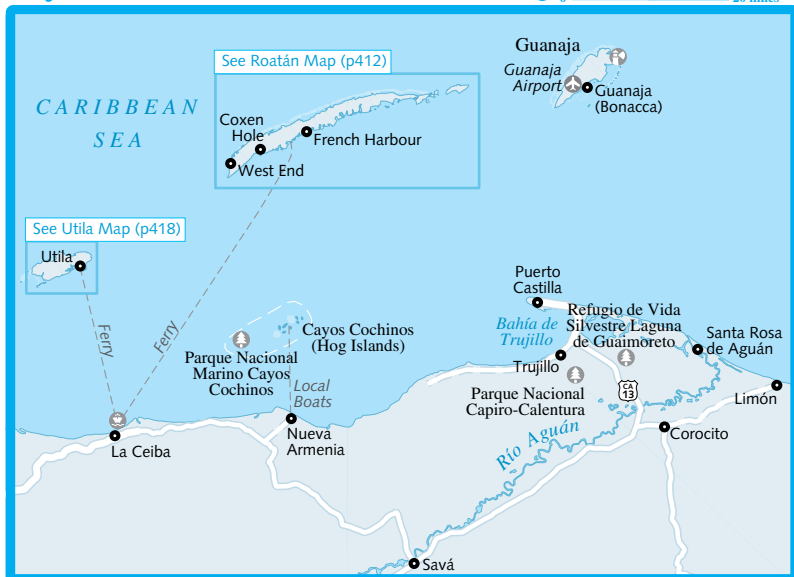 20 miles
Guanaja
See Roatán Map (p412)
Guanaja
Airport
Guanaja
(Bonacca)
CARIBBEAN
SEA
Coxen
Hole
French Harbour
West End
See Utila Map (p418)
Utila
Puerto
Castilla
Ferry
Ferry
Cayos Cochinos
(Hog Islands)
Parque Nacional
Marino Cayos
Cochinos
Local
Boats
Bahía de
Trujillo
Refugio de Vida
Silvestre Laguna
de Guaimoreto
Santa Rosa
de Aguán
Trujillo
Parque Nacional
Capiro-Calentura
CA
13
Limón
La Ceiba
Nueva
Armenia
Corocito
Río Aguán
Savá